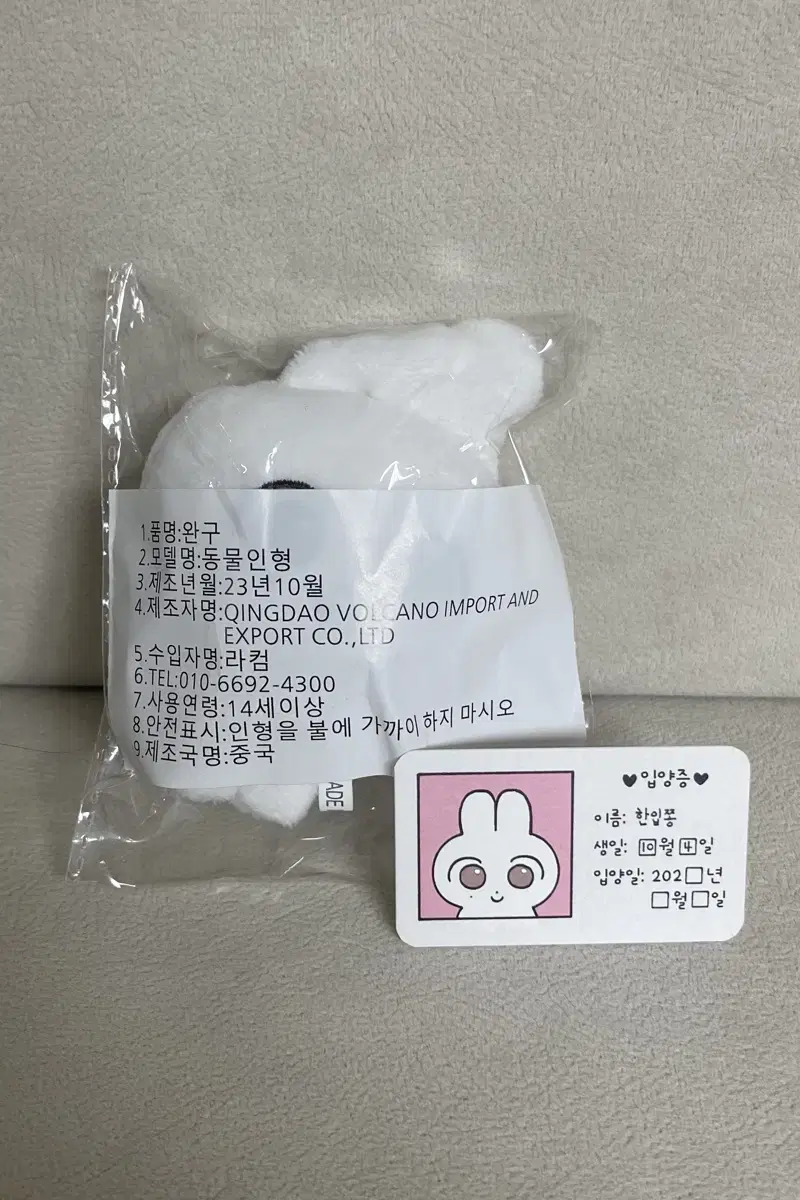 1.품명:완구
2.모델명:동물인형
3.제조년월:23년10월
4.제조자명:QINGDAO VOLCANO IMPORT AND
EXPORT CO.,LTD
5.수입자명:라컴
6.TEL:010-6692-4300
7.사용연령:14세이상
8.안전표시:인형을 불에 가까이하지 마시오
9.제조국명:중국
ADE
♥입양증♥
이름: 한입쫑
생일: 10월 4일
입양일: 202□년
□월 □일